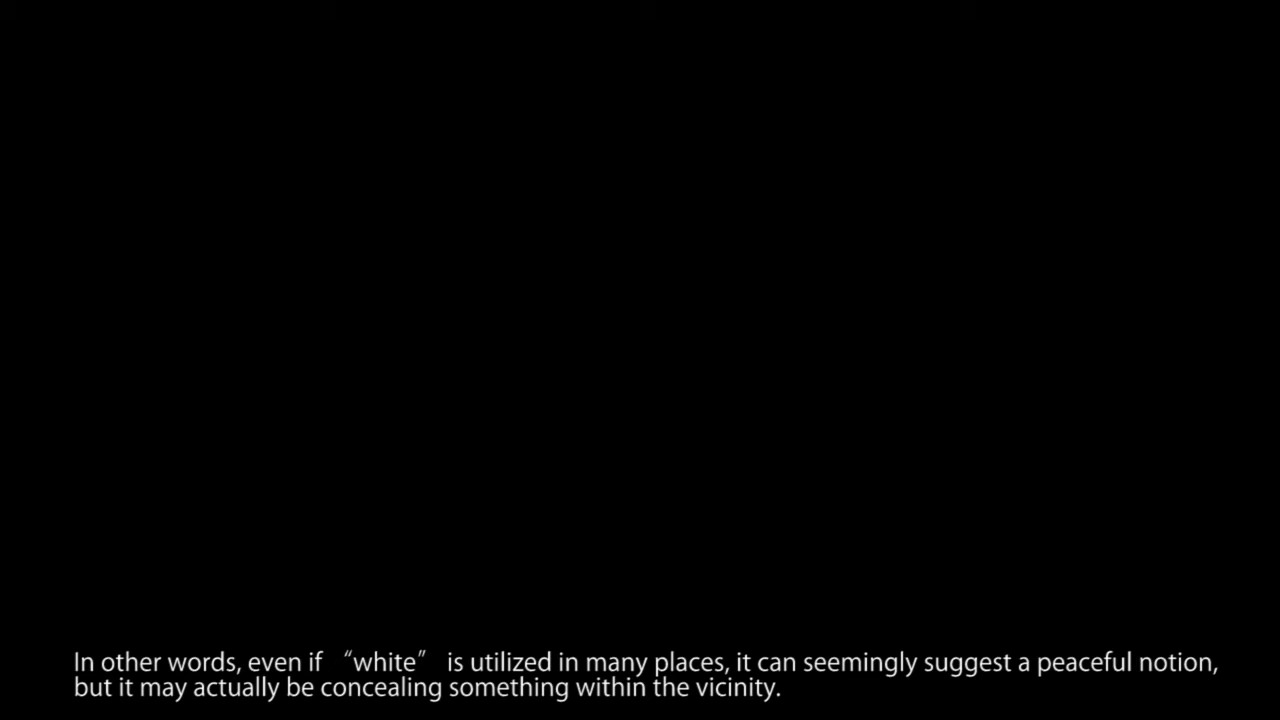 In other words, even if “white” is utilized in many places, it can seemingly suggest a peaceful notion,
but it may actually be concealing something within the vicinity.